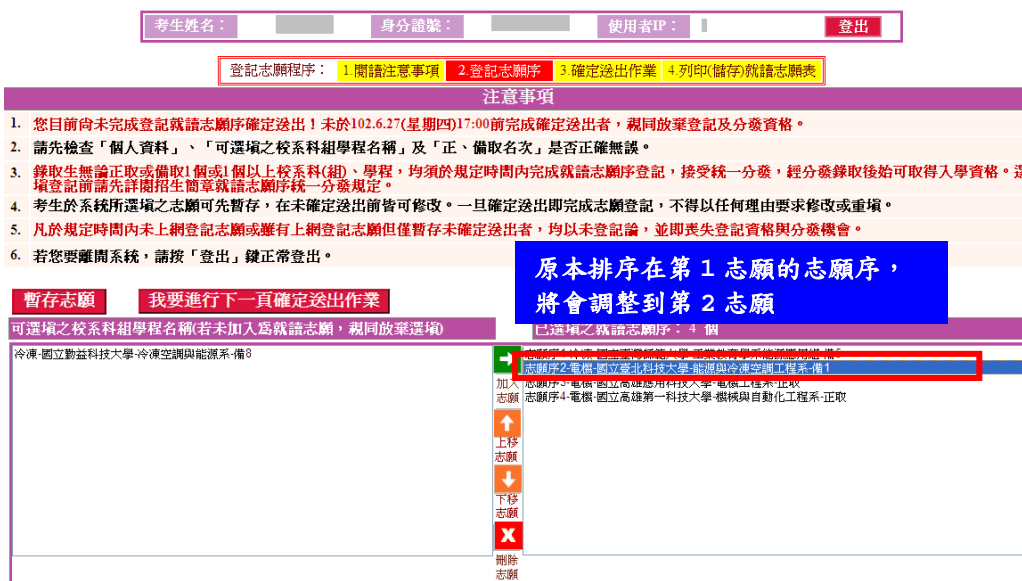 考生姓名：
身分證號：
使用者IP：
登出
登記志願程序：
1.閱讀注意事項
2.登記志願序
3.確定送出作業
4.列印(儲存)就讀志願表
注意事項
1. 您目前尚未完成登記就讀志願序確定送出！未於102.6.27(星期四)17:00前完成確定送出者，視同放棄登記及分發資格。
2. 請先檢查「個人資料」、「可選填之校系科組學程名稱」及「正、備取名次」是否正確無誤。
3. 錄取生無論正取或備取1個或1個以上校系科(組)、學程，均須於規定時間內完成就讀志願序登記，接受統一分發，經分發錄取後始可取得入學資格。選
填登記前請先詳閱招生簡章就讀志願序統一分發規定。
4. 考生於系統所選填之志願可先暫存，在未確定送出前皆可修改。一旦確定送出即完成志願登記，不得以任何理由要求修改或重填。
5. 凡於規定時間內未上網登記志願或雖有上網登記志願但僅暫存未確定送出者，均以未登記論，並即喪失登記資格與分發機會。
6. 若您要離開系統，請按「登出」鍵正常登出。
原本排序在第1志願的志願序，
將會調整到第2志願
暫存志願
我要進行下一頁確定送出作業
可選填之校系科組學程名稱(若未加入為就讀志願，視同放棄選填)
已選填之就讀志願序：4 個
冷凍-國立勤益科技大學-冷凍空調與能源系-備8
志願序1-冷凍-國立臺灣師範大學-工業教育學系能源應用組-備5
志願序2-電機-國立臺北科技大學-能源與冷凍空調工程系-備1
志願序3-電機-國立高雄應用科技大學-電機工程系-正取
志願序4-電機-國立高雄第一科技大學-機械與自動化工程系-正取
加入
志願
上移
志願
下移
志願
X
刪除
志願